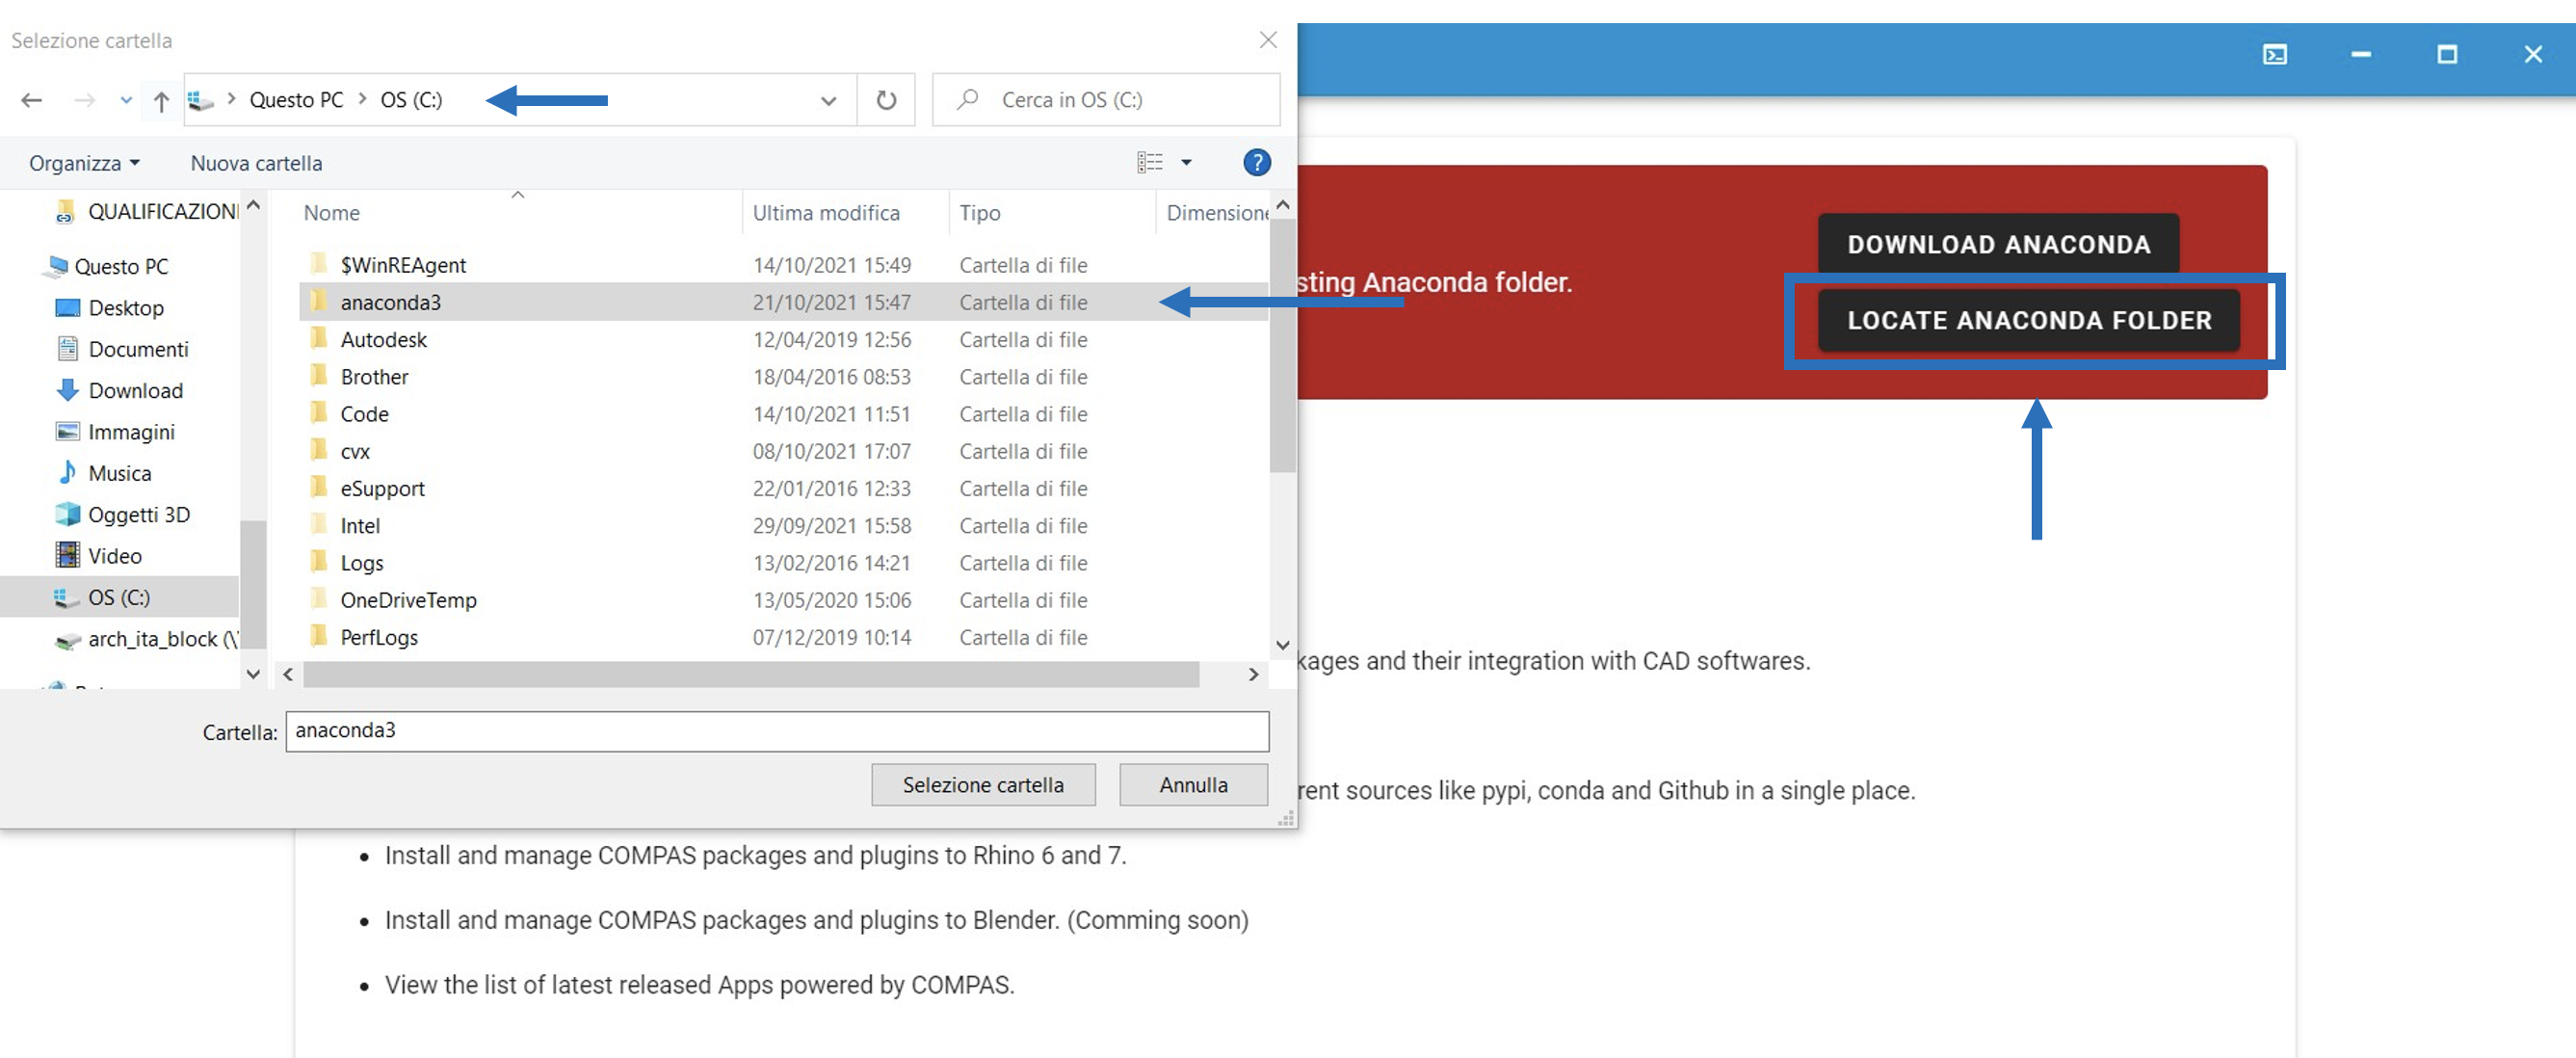 Selezione cartella
Questo PC
OS (C:)
Cerca in OS (C:)
Organizza
Nuova cartella
QUALIFICAZIONI
Questo PC
Desktop
Documenti
Download
Immagini
Musica
Oggetti 3D
Video
OS (C:)
arch_ita_block (\\
Nome Ultima modifica Tipo Dimensione
$WinREAgent 14/10/2021 15:49 Cartella di file
anaconda3 21/10/2021 15:47 Cartella di file
Autodesk 12/04/2019 12:56 Cartella di file
Brother 18/04/2016 08:53 Cartella di file
Code 14/10/2021 11:51 Cartella di file
cvx 08/10/2021 17:07 Cartella di file
eSupport 22/01/2016 12:33 Cartella di file
Intel 29/09/2021 15:58 Cartella di file
Logs 13/02/2016 14:21 Cartella di file
OneDriveTemp 13/05/2020 15:06 Cartella di file
PerfLogs 07/12/2019 10:14 Cartella di file
Cartella: anaconda3
Selezione cartella
Annulla
sting Anaconda folder.
DOWNLOAD ANACONDA
LOCATE ANACONDA FOLDER
kages and their integration with CAD softwares.
rent sources like pypi, conda and Github in a single place.
Install and manage COMPAS packages and plugins to Rhino 6 and 7.
Install and manage COMPAS packages and plugins to Blender. (Comming soon)
View the list of latest released Apps powered by COMPAS.